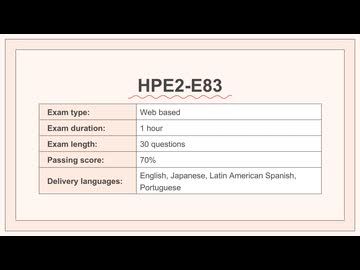 HPE2-E83
Exam type: Web based
Exam duration: 1 hour
Exam length: 30 questions
Passing score: 70%
Delivery languages: English, Japanese, Latin American Spanish,
Portuguese